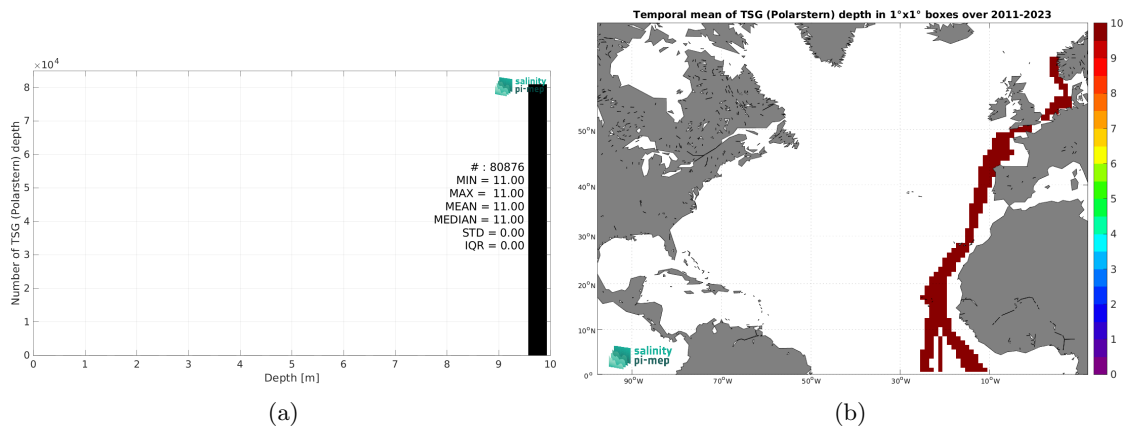 Temporal mean of TSG (Polarstern) depth in 1°x1° boxes over 2011-2023
×10⁴
8
7
6
5
4
3
2
1
0
Number of TSG (Polarstern) depth
salinity
pi-mep
# : 80876
MIN = 11.00
MAX = 11.00
MEAN = 11.00
MEDIAN = 11.00
STD = 0.00
IQR = 0.00
0 1 2 3 4 5 6 7 8 9 10
Depth [m]
(a)
50°N
40°N
30°N
20°N
10°N
0°
90°W 70°W 50°W 30°W 10°W
salinity
pi-mep
10
9
8
7
6
5
4
3
2
1
0
(b)